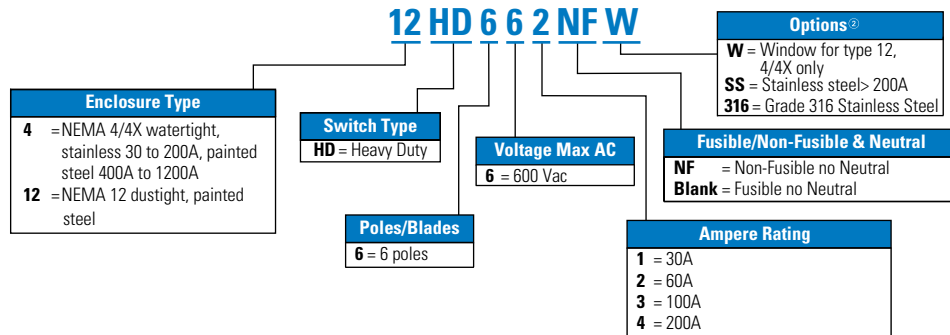 12 HD 6 6 2 NF W
Options②
W = Window for type 12,
4/4X only
SS = Stainless steel> 200A
316 = Grade 316 Stainless Steel
Enclosure Type
4 =NEMA 4/4X watertight,
stainless 30 to 200A, painted
steel 400A to 1200A
12 =NEMA 12 dustight, painted
steel
Switch Type
HD = Heavy Duty
Voltage Max AC
6 = 600 Vac
Fusible/Non-Fusible & Neutral
NF = Non-Fusible no Neutral
Blank = Fusible no Neutral
Poles/Blades
6 = 6 poles
Ampere Rating
1 = 30A
2 = 60A
3 = 100A
4 = 200A